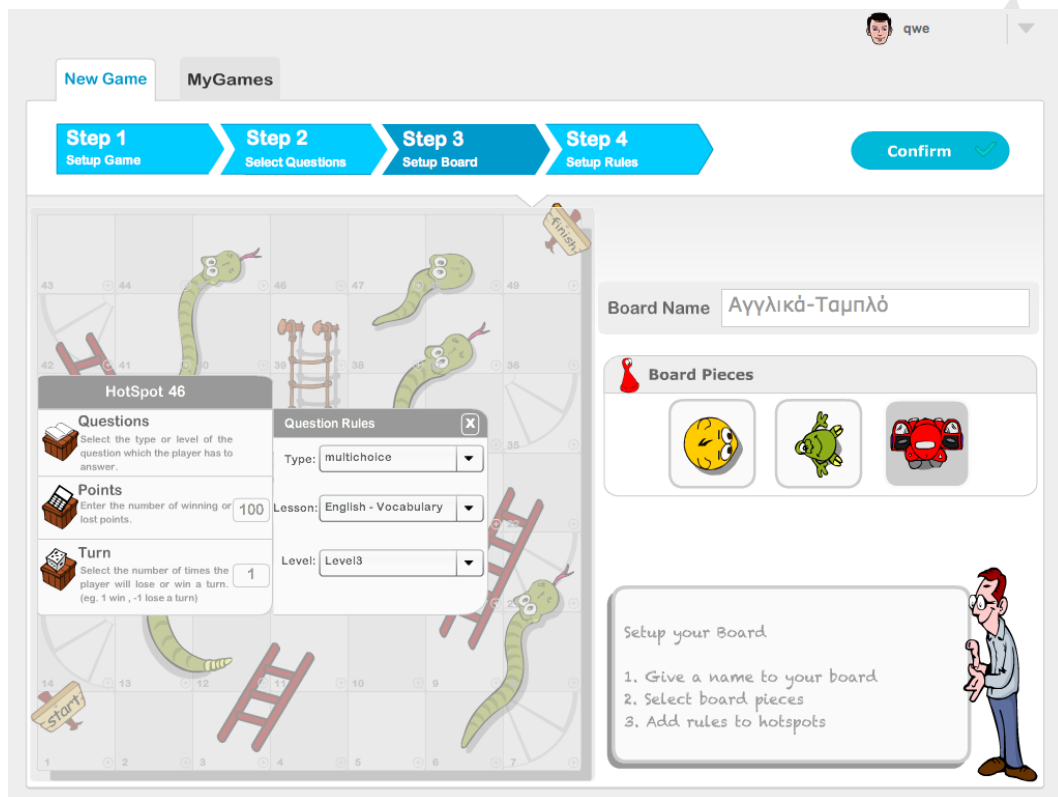 qwe
New Game
MyGames
Step 1
Setup Game
Step 2
Select Questions
Step 3
Setup Board
Step 4
Setup Rules
Confirm
finish
43 44 46 47 49
42 41 40 39 38 36
HotSpot 46
Questions
Select the type or level of the
question which the player has to
answer.
Points
Enter the number of winning or
lost points.
100
Turn
Select the number of times the
player will lose or win a turn.
(eg. 1 win , -1 lose a turn)
1
Question Rules
X
Type: multichoice
Lesson: English - Vocabulary
Level: Level3
35
22
14 13 12 11 10 9
start
1 2 3 4 5 6 7
Board Name
Αγγλικά-Ταμπλό
Board Pieces
Setup your Board
1. Give a name to your board
2. Select board pieces
3. Add rules to hotspots